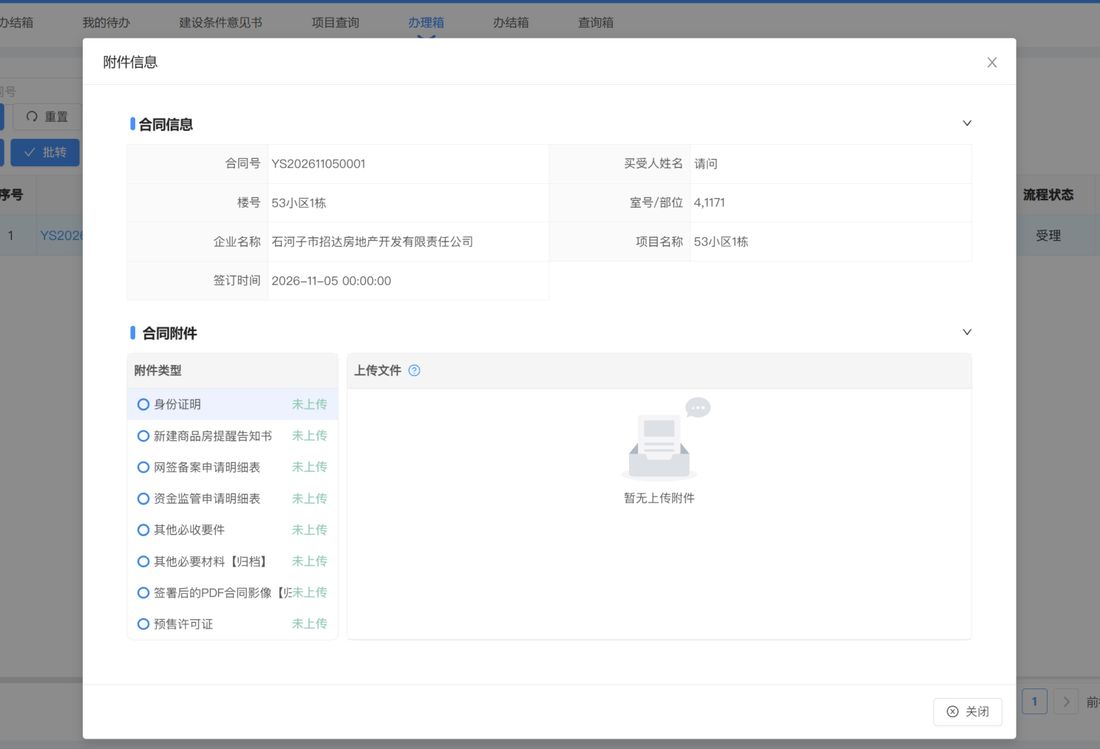 办结箱 我的待办 建设条件意见书 项目查询 办理箱 办结箱 查询箱
附件信息
同号
重置
批转
序号 流程状态
1 YS2026 受理
合同信息
合同号 YS202611050001 买受人姓名 请问
楼号 53小区1栋 室号/部位 4,1171
企业名称 石河子市招达房地产开发有限责任公司 项目名称 53小区1栋
签订时间 2026-11-05 00:00:00
合同附件
附件类型 上传文件 ?
身份证明 未上传
新建商品房提醒告知书 未上传
网签备案申请明细表 未上传
资金监管申请明细表 未上传
其他必收要件 未上传
其他必要材料【归档】 未上传
签署后的PDF合同影像【归 未上传
预售许可证 未上传
暂无上传附件
1 前
关闭